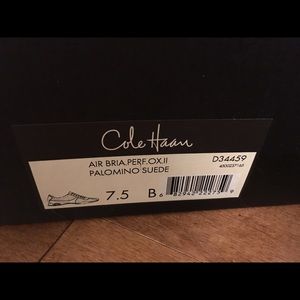 Cole Haan
AIR BRIA.PERF.OX.II D34459
PALOMINO SUEDE
7.5 B